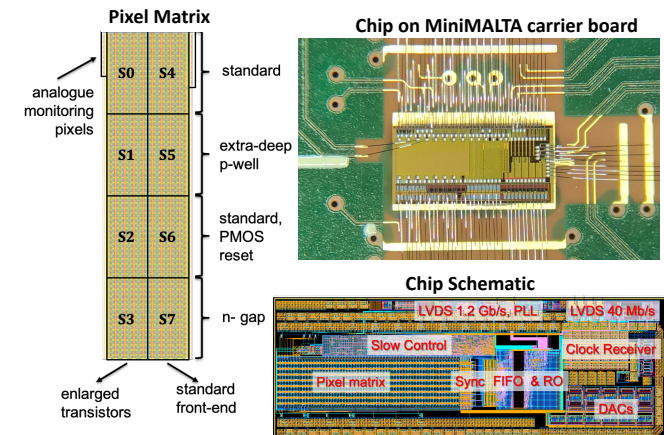 Pixel Matrix
S0
S4
S1
S5
S2
S6
S3
S7
analogue
monitoring
pixels
standard
extra-deep
p-well
standard,
PMOS
reset
n- gap
enlarged
transistors
standard
front-end
Chip on MiniMALTA carrier board
Chip Schematic
LVDS 1.2 Gb/s, PLL
LVDS 40 Mb/s
Slow Control
Clock Receiver
Pixel matrix
Sync
FIFO
& RO
DACs